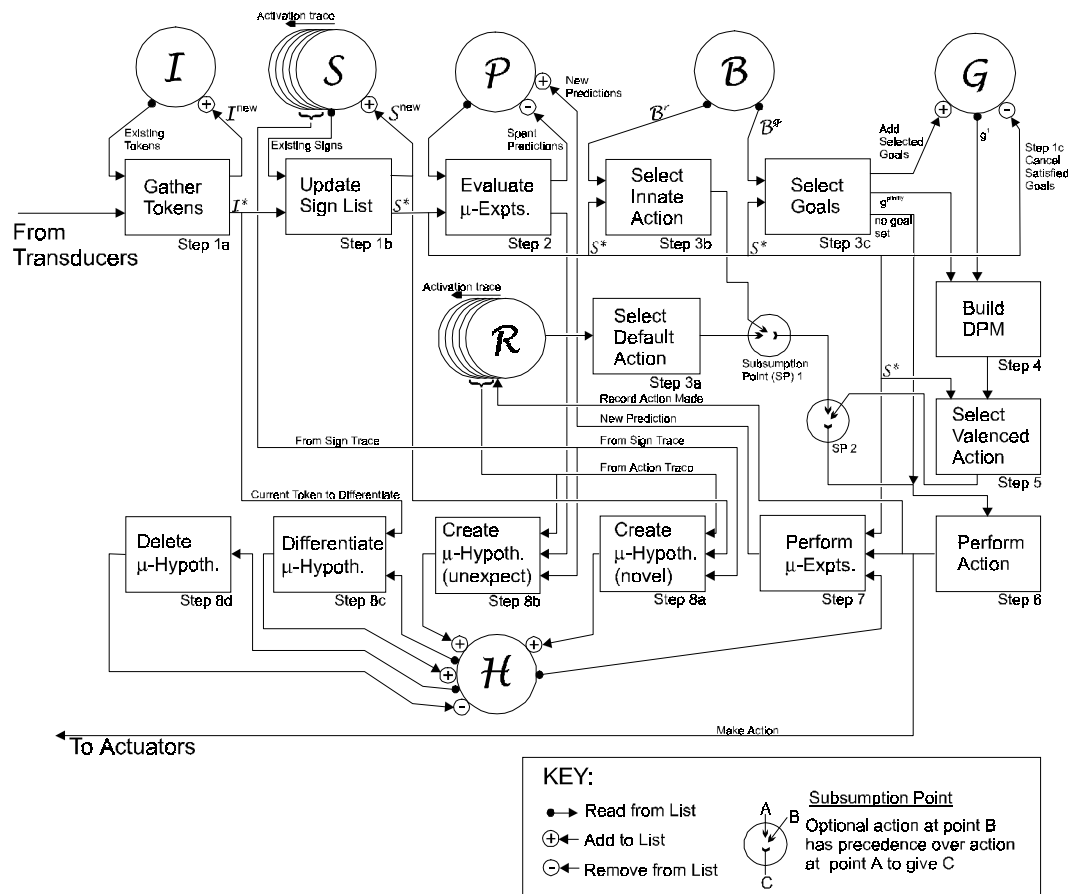 Activation trace
I
S
P
B
G
I new
S new
New
Predictions
B r
B g
Existing
Tokens
Existing Signs
Spent
Predictions
Add
Selected
Goals
g 1
Step 1c
Cancel
Satisfied
Goals
Gather
Tokens
Step 1a
I*
Update
Sign List
Step 1b
S*
Evaluate
µ-Expts.
Step 2
Select
Innate
Action
Step 3b
S*
Select
Goals
Step 3c
S*
no goal
set
From
Transducers
Activation trace
R
Select
Default
Action
Step 3a
Subsumption
Point (SP) 1
Build
DPM
Step 4
S*
Record Action Made
New Prediction
SP 2
Select
Valenced
Action
Step 5
From Sign Trace
From Sign Trace
From Action Trace
Current Token to Differentiate
Delete
µ-Hypoth.
Step 8d
Differentiate
µ-Hypoth.
Step 8c
Create
µ-Hypoth.
(unexpect)
Step 8b
Create
µ-Hypoth.
(novel)
Step 8a
Perform
µ-Expts.
Step 7
Perform
Action
Step 6
H
Make Action
To Actuators
KEY:
Read from List
Add to List
Remove from List
Subsumption Point
A
B
C
Optional action at point B
has precedence over action
at point A to give C